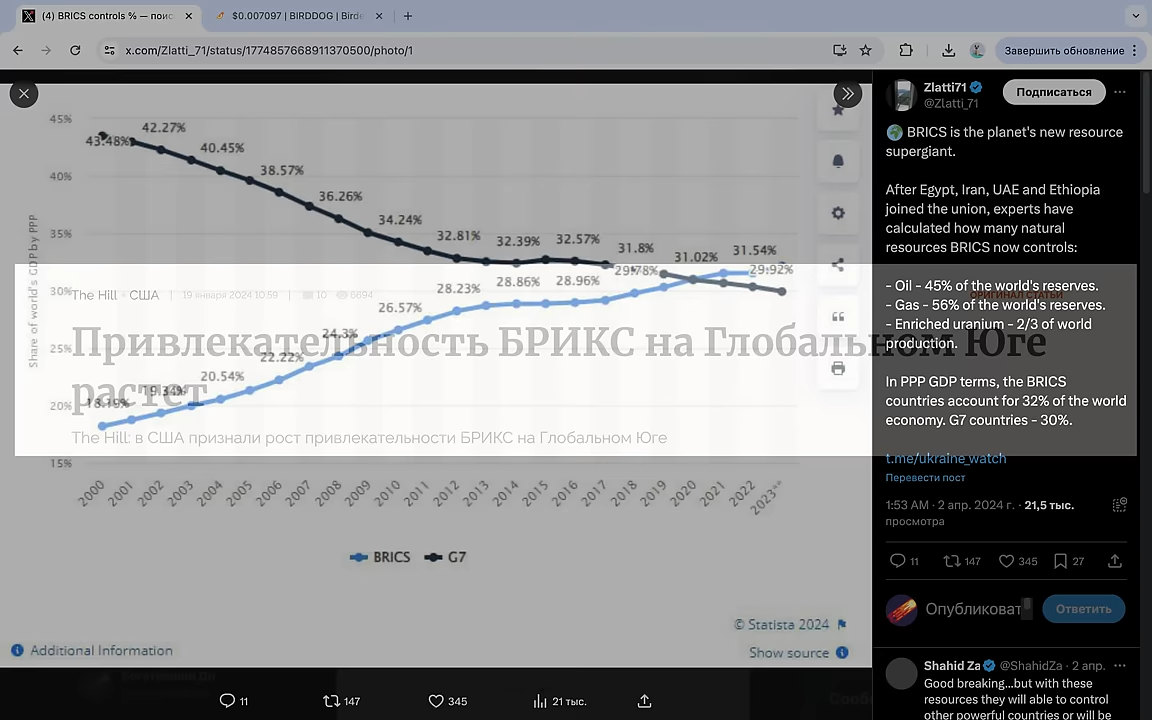 (4) BRICS controls % — поис
$0.007097 | BIRDDOG | Bird
x.com/Zlatti_71/status/1774857668911370500/photo/1
Завершить обновление
45%
40%
35%
30%
25%
20%
15%
Share of world's GDP by PPP
43.48%
42.27%
40.45%
38.57%
36.26%
34.24%
32.81%
32.39%
32.57%
31.8%
31.02%
31.54%
29.78%
29.92%
28.96%
28.86%
28.23%
26.57%
24.3%
22.22%
20.54%
19.34%
18.19%
The Hill
США
19 января 2024 10:59
10
6694
ОРИГИНАЛ СТАТЬИ
Привлекательность БРИКС на Глобальном Юге
растет
The Hill: в США признали рост привлекательности БРИКС на Глобальном Юге
2000
2001
2002
2003
2004
2005
2006
2007
2008
2009
2010
2011
2012
2013
2014
2015
2016
2017
2018
2019
2020
2021
2022
2023**
BRICS
G7
© Statista 2024
Additional Information
Show source
11
147
345
21 тыс.
Zlatti71
@Zlatti_71
Подписаться
BRICS is the planet's new resource
supergiant.
After Egypt, Iran, UAE and Ethiopia
joined the union, experts have
calculated how many natural
resources BRICS now controls:
- Oil - 45% of the world's reserves.
- Gas - 56% of the world's reserves.
- Enriched uranium - 2/3 of world
production.
In PPP GDP terms, the BRICS
countries account for 32% of the world
economy. G7 countries - 30%.
t.me/ukraine_watch
Перевести пост
1:53 AM · 2 апр. 2024 г. · 21,5 тыс.
просмотра
11
147
345
27
Опубликоват
Ответить
Shahid Za @ShahidZa · 2 апр.
Good breaking...but with these
resources they will able to control
other powerful countries or will be